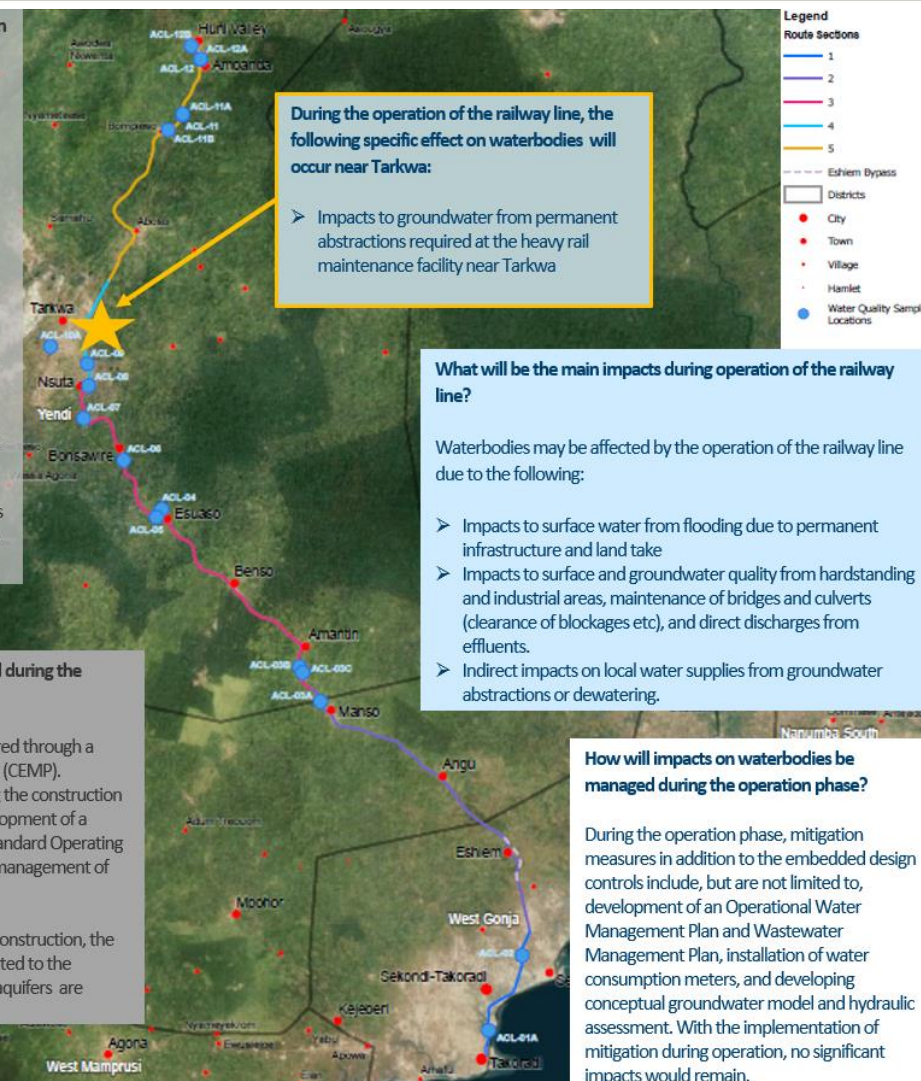 n
Huni Valley
ACL-12B
ACL-12A
ACL-12
Amoanda
ACL-11A
ACL-11
ACL-11B
Bompieso
Samahu
Aboso
Legend
Route Sections
1
2
3
4
5
Eshiem Bypass
Districts
City
Town
Village
Hamlet
Water Quality Sampl
Locations
During the operation of the railway line, the
following specific effect on waterbodies will
occur near Tarkwa:
➢ Impacts to groundwater from permanent
abstractions required at the heavy rail
maintenance facility near Tarkwa
Tarkwa
ACL-10A
ACL-09
ACL-08
Nsuta
Yendi
ACL-07
Bonsawire
ACL-06
ACL-04
ACL-05
Esuaso
s
Benso
Amantin
ACL-03B
ACL-03C
ACL-03A
Manso
What will be the main impacts during operation of the railway
line?
Waterbodies may be affected by the operation of the railway line
due to the following:
➢ Impacts to surface water from flooding due to permanent
infrastructure and land take
➢ Impacts to surface and groundwater quality from hardstanding
and industrial areas, maintenance of bridges and culverts
(clearance of blockages etc), and direct discharges from
effluents.
➢ Indirect impacts on local water supplies from groundwater
abstractions or dewatering.
Nanumba South
d during the
red through a
(CEMP).
g the construction
opment of a
tandard Operating
management of
onstruction, the
ted to the
aquifers are
Angu
Eshiem
Mpohor
West Gonja
ACL-02
Sekondi-Takoradi
Kejeberi
ACL-01A
Takoradi
Apowa
Agona
West Mamprusi
How will impacts on waterbodies be
managed during the operation phase?
During the operation phase, mitigation
measures in addition to the embedded design
controls include, but are not limited to,
development of an Operational Water
Management Plan and Wastewater
Management Plan, installation of water
consumption meters, and developing
conceptual groundwater model and hydraulic
assessment. With the implementation of
mitigation during operation, no significant
impacts would remain.